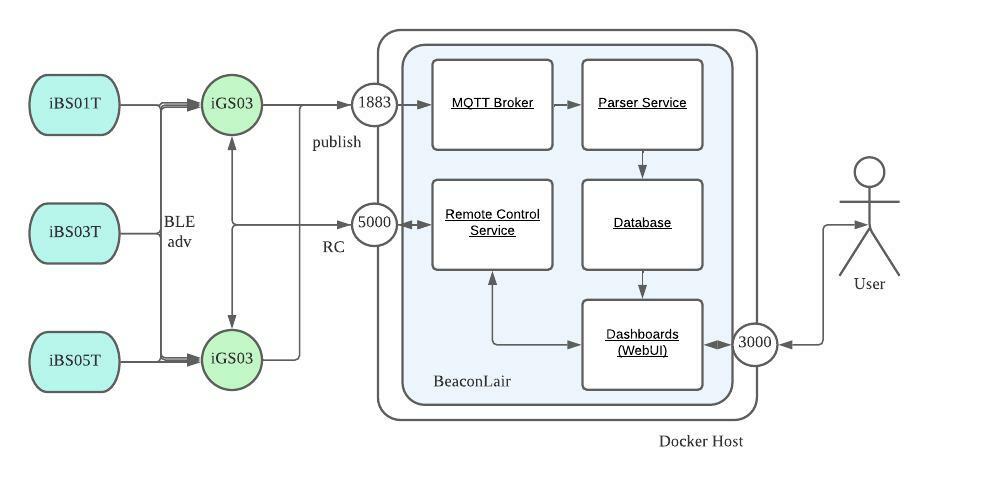 iBS01T
iGS03
1883
MQTT Broker
Parser Service
publish
iBS03T
BLE
adv
5000
RC
Remote Control
Service
Database
User
iBS05T
iGS03
Dashboards
(WebUI)
3000
BeaconLair
Docker Host